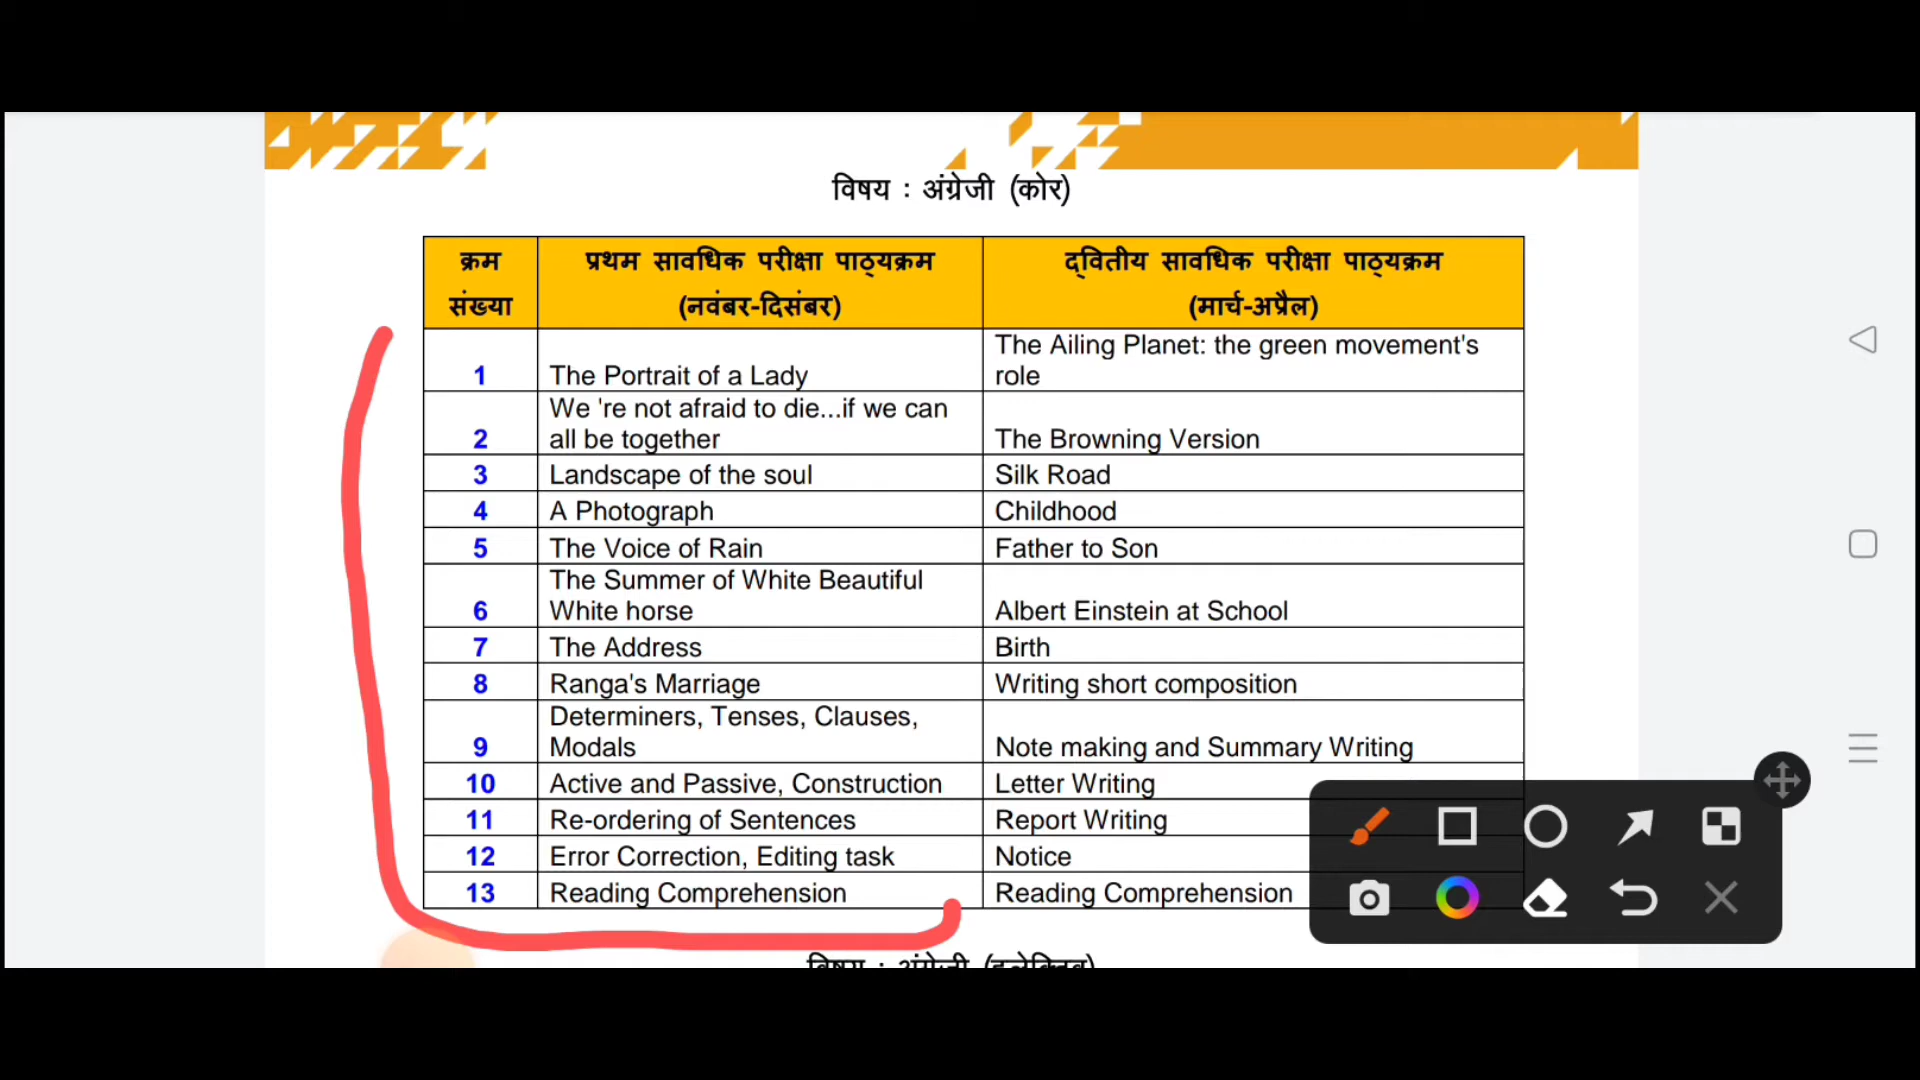 विषय : अंग्रेजी (कोर)
क्रम संख्या
प्रथम सावधिक परीक्षा पाठ्यक्रम
(नवंबर-दिसंबर)
द्वितीय सावधिक परीक्षा पाठ्यक्रम
(मार्च-अप्रैल)
1 The Portrait of a Lady The Ailing Planet: the green movement's role
2 We 're not afraid to die...if we can all be together The Browning Version
3 Landscape of the soul Silk Road
4 A Photograph Childhood
5 The Voice of Rain Father to Son
6 The Summer of White Beautiful White horse Albert Einstein at School
7 The Address Birth
8 Ranga's Marriage Writing short composition
9 Determiners, Tenses, Clauses, Modals Note making and Summary Writing
10 Active and Passive, Construction Letter Writing
11 Re-ordering of Sentences Report Writing
12 Error Correction, Editing task Notice
13 Reading Comprehension Reading Comprehension
विषय : अंग्रेजी (इलेक्टिव)